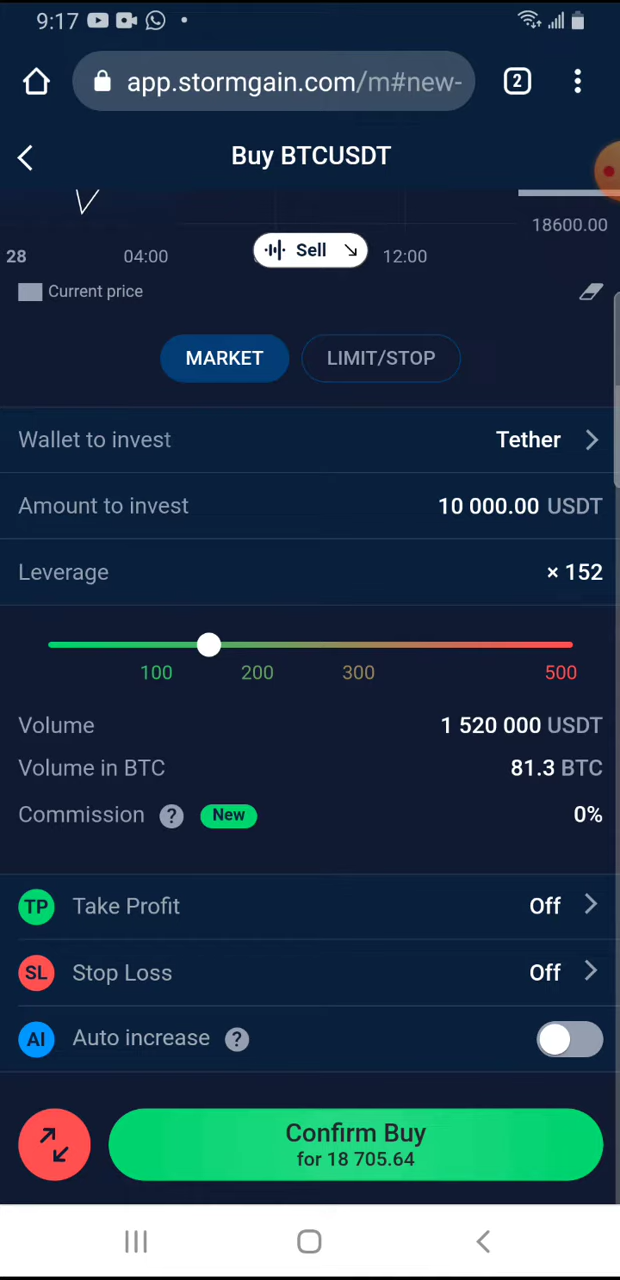 9:17
app.stormgain.com/m#new-
2
Buy BTCUSDT
18600.00
28 04:00 Sell 12:00
Current price
MARKET LIMIT/STOP
Wallet to invest Tether
Amount to invest 10 000.00 USDT
Leverage × 152
100 200 300 500
Volume 1 520 000 USDT
Volume in BTC 81.3 BTC
Commission ? New 0%
TP Take Profit Off
SL Stop Loss Off
AI Auto increase ?
Confirm Buy
for 18 705.64